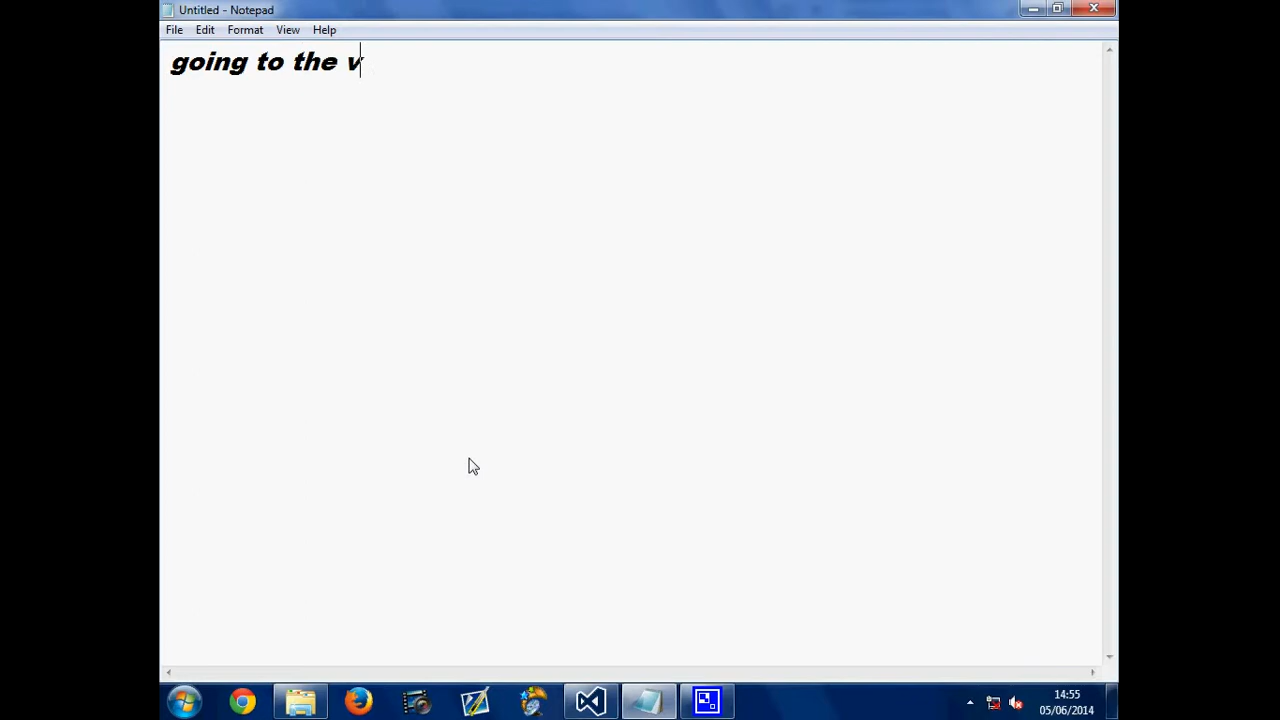 Untitled - Notepad
File Edit Format View Help
going to the v
14:55
05/06/2014